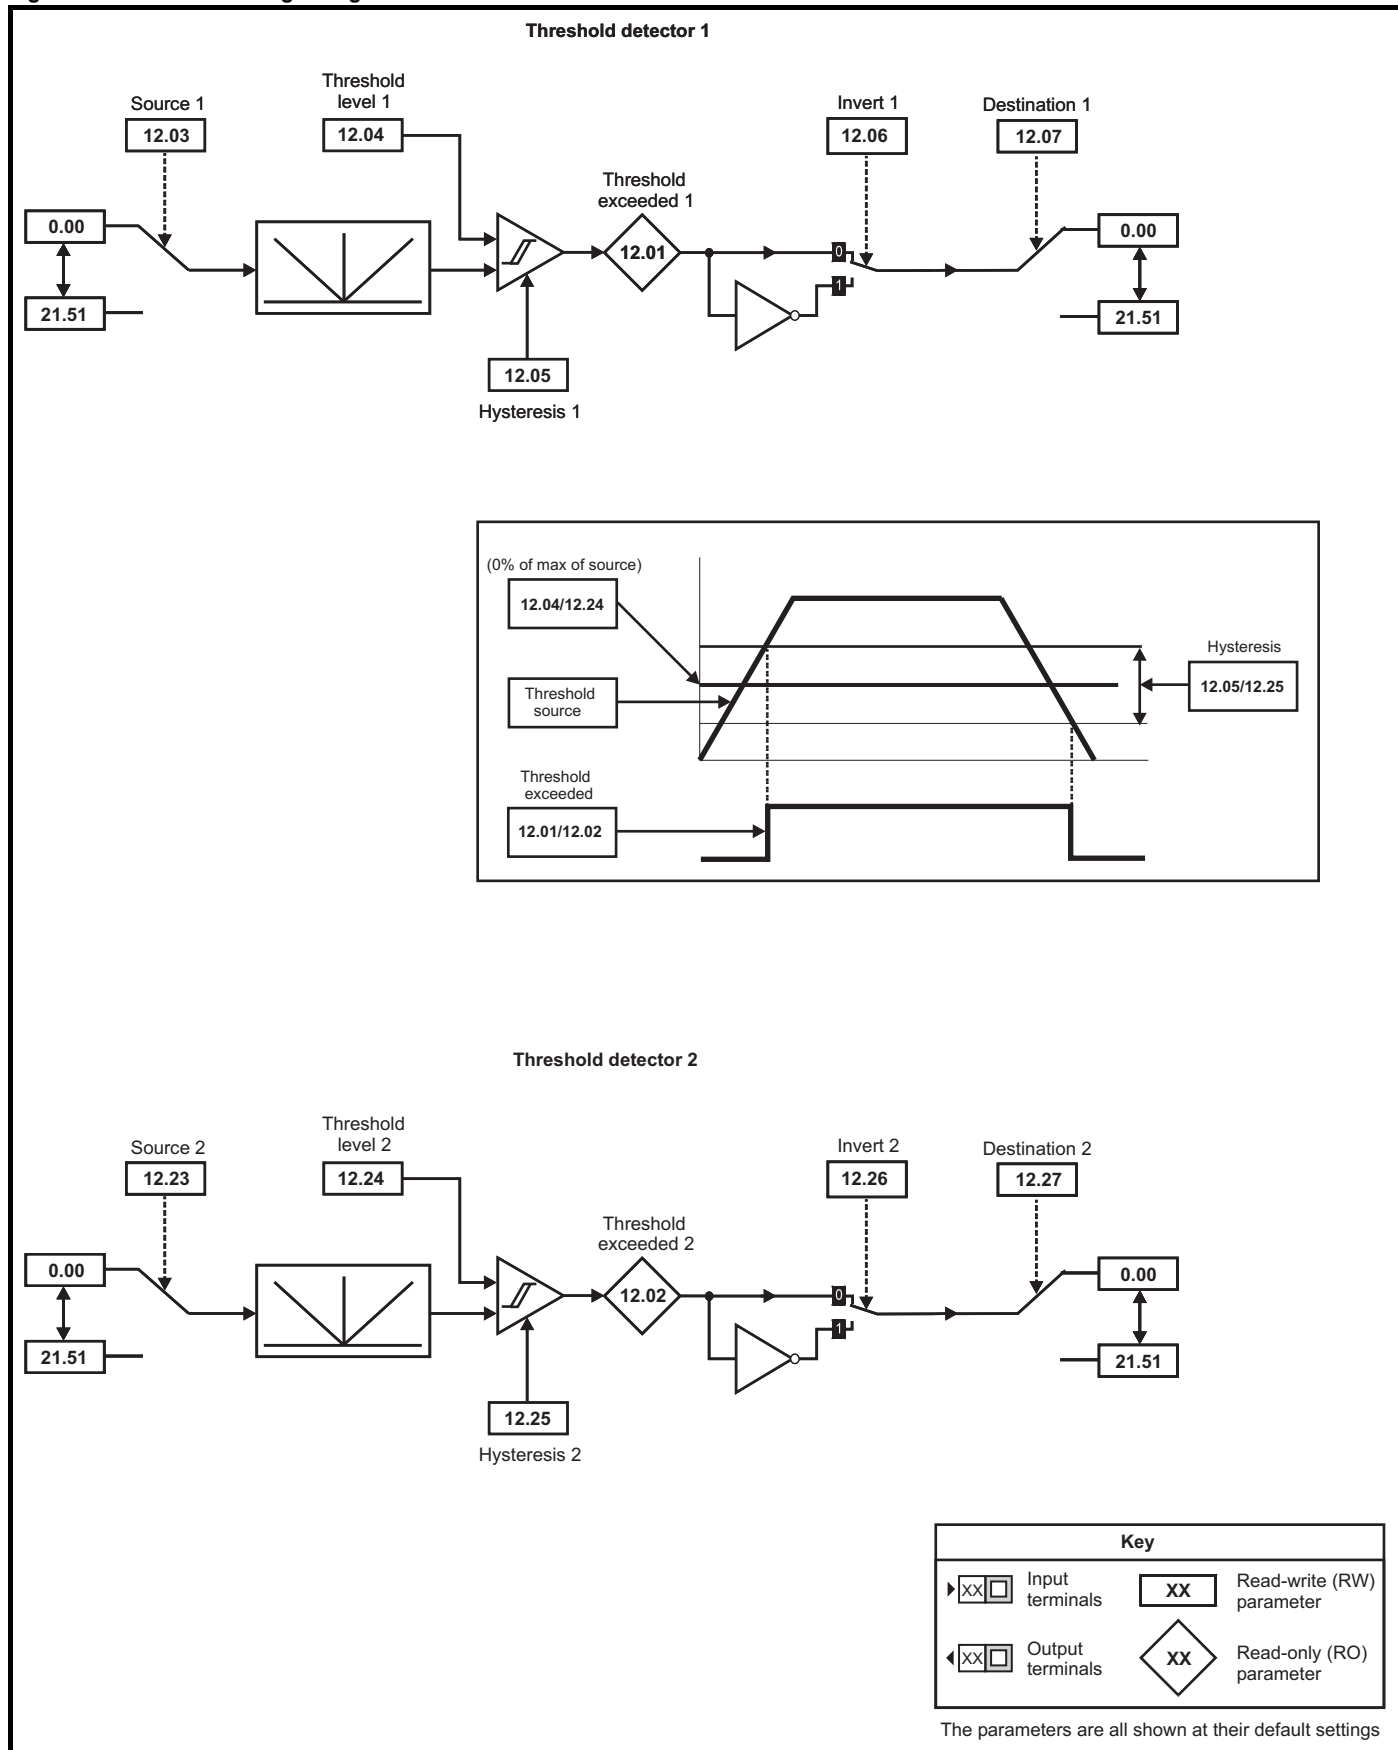 Threshold detector 1
Source 1
12.03
Threshold
level 1
12.04
Invert 1
12.06
Destination 1
12.07
Threshold
exceeded 1
12.01
0.00
21.51
0
1
0.00
21.51
12.05
Hysteresis 1
(0% of max of source)
12.04/12.24
Threshold
source
Threshold
exceeded
12.01/12.02
Hysteresis
12.05/12.25
Threshold detector 2
Source 2
12.23
Threshold
level 2
12.24
Invert 2
12.26
Destination 2
12.27
Threshold
exceeded 2
12.02
0.00
21.51
0
1
0.00
21.51
12.25
Hysteresis 2
Key
XX
Input
terminals
XX
Read-write (RW)
parameter
XX
Output
terminals
XX
Read-only (RO)
parameter
The parameters are all shown at their default settings